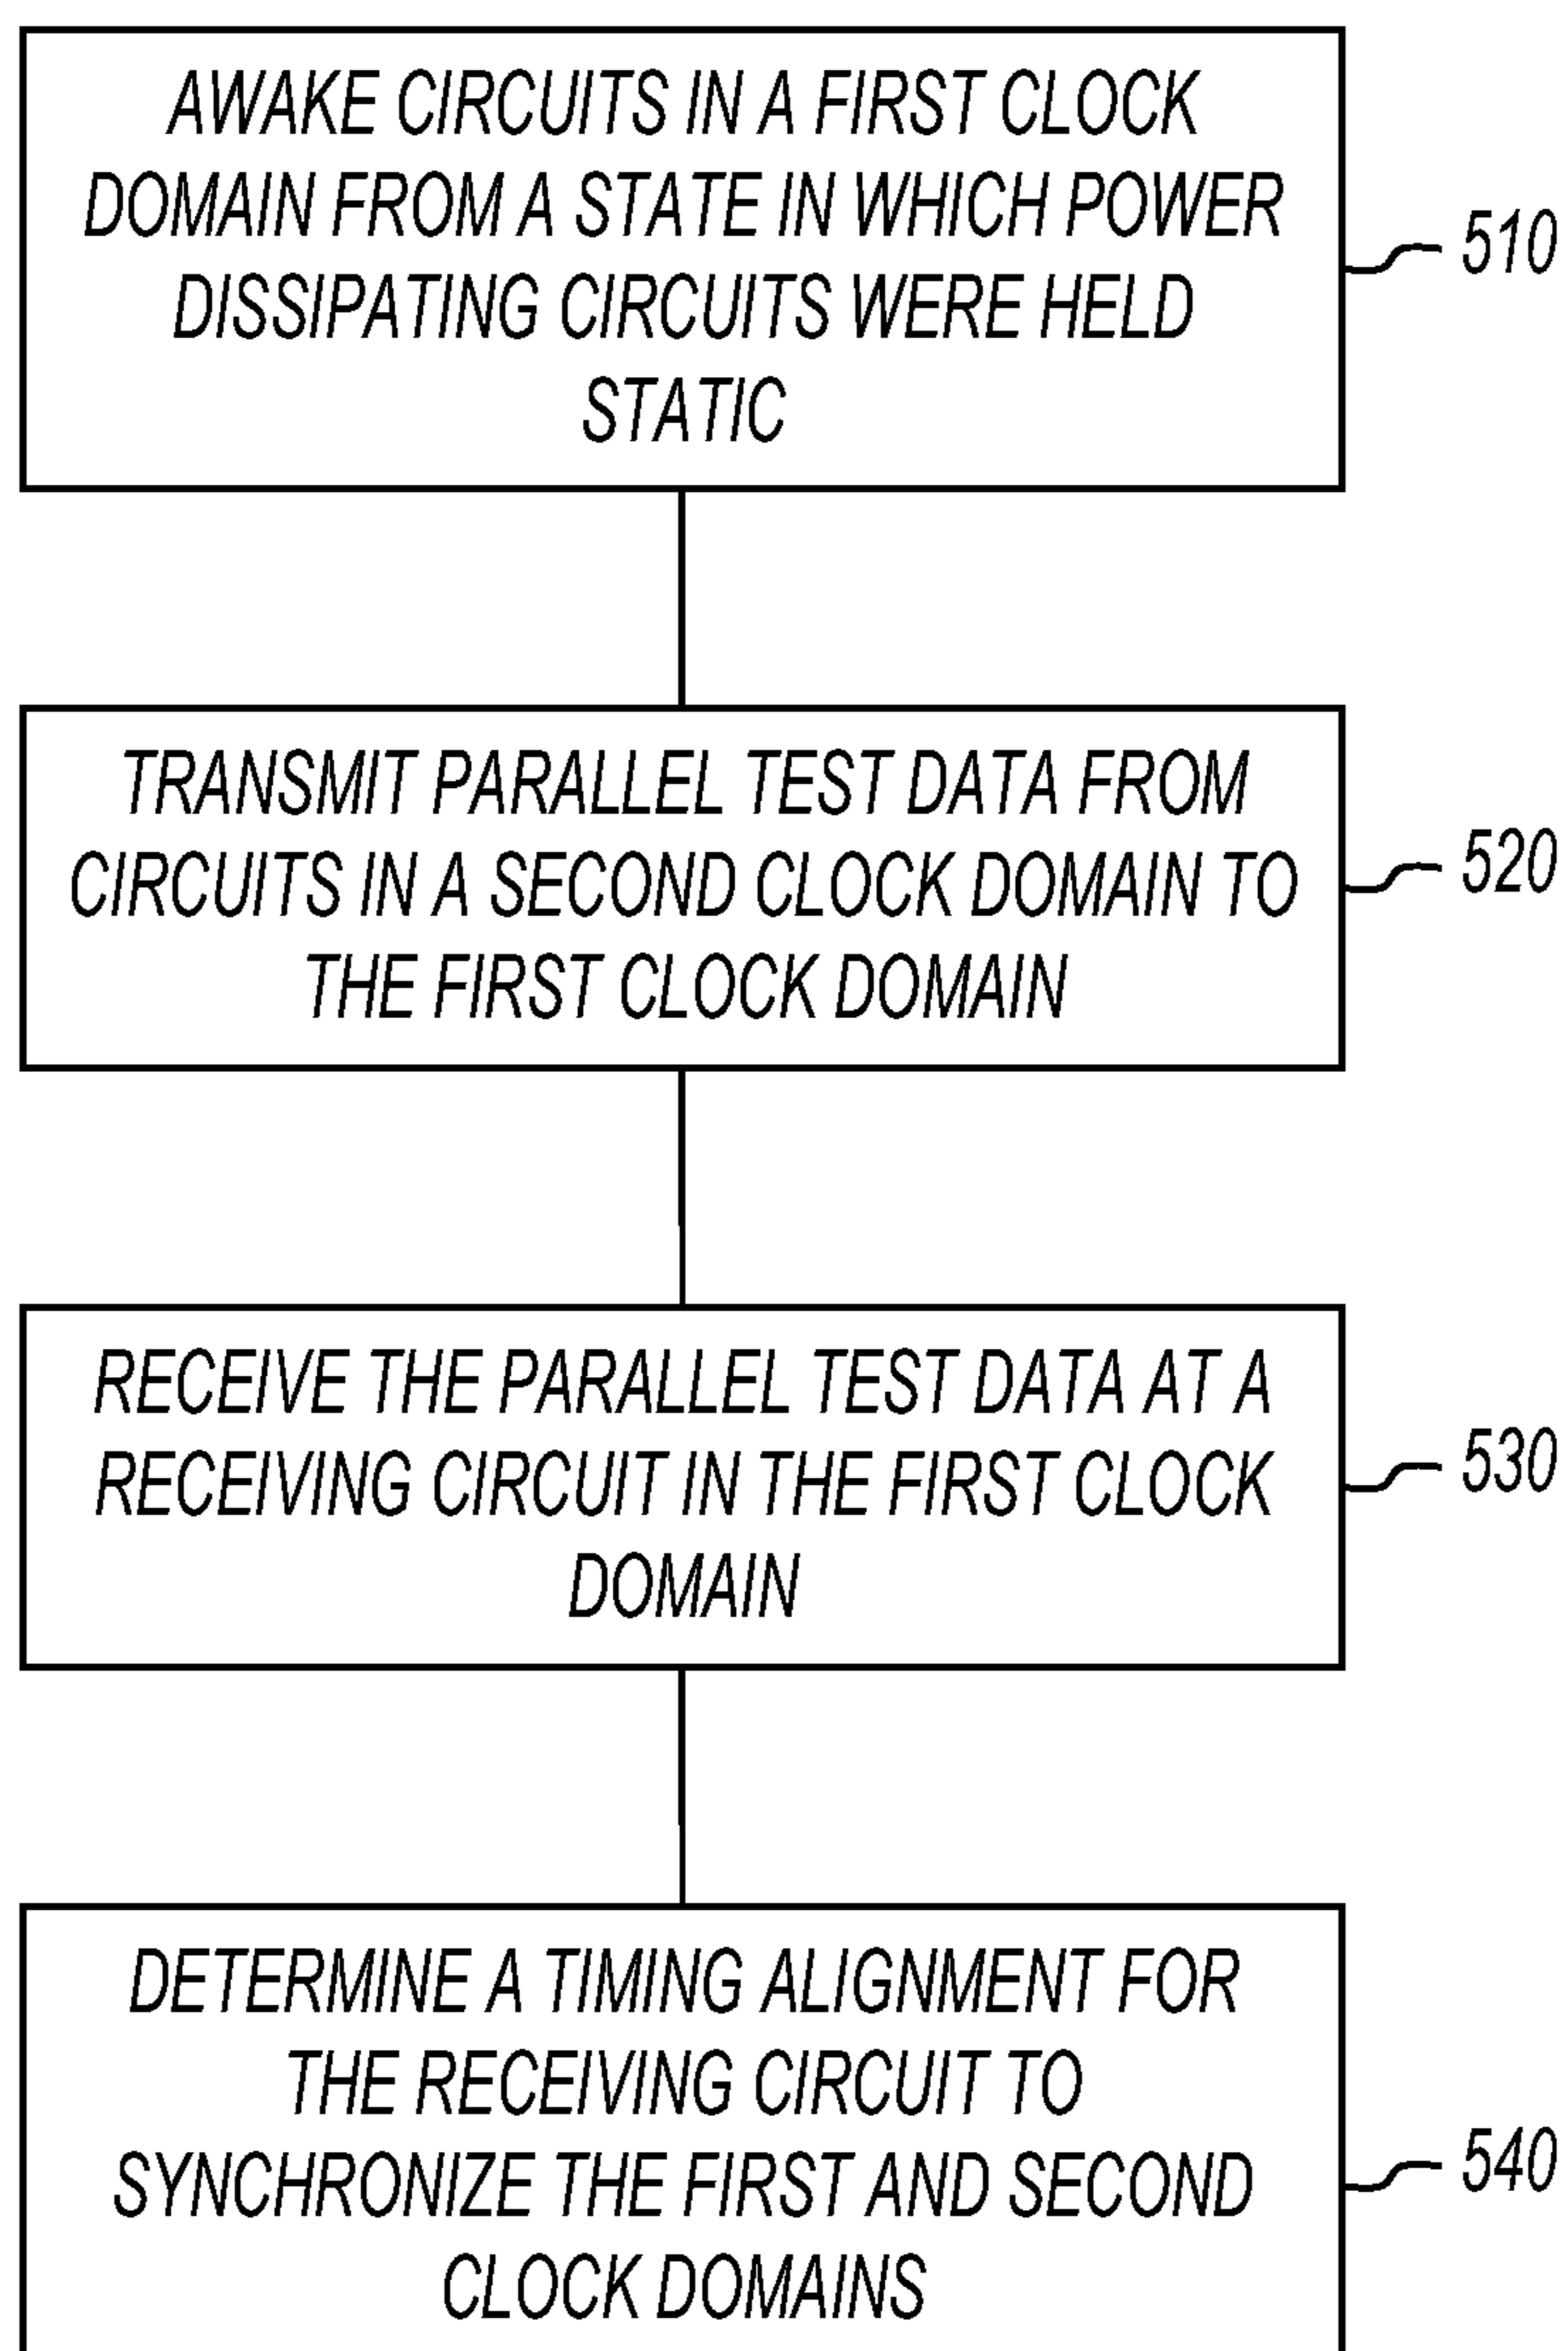 AWAKE CIRCUITS IN A FIRST CLOCK
DOMAIN FROM A STATE IN WHICH POWER
DISSIPATING CIRCUITS WERE HELD
STATIC
510
TRANSMIT PARALLEL TEST DATA FROM
CIRCUITS IN A SECOND CLOCK DOMAIN TO
THE FIRST CLOCK DOMAIN
520
RECEIVE THE PARALLEL TEST DATA AT A
RECEIVING CIRCUIT IN THE FIRST CLOCK
DOMAIN
530
DETERMINE A TIMING ALIGNMENT FOR
THE RECEIVING CIRCUIT TO
SYNCHRONIZE THE FIRST AND SECOND
CLOCK DOMAINS
540